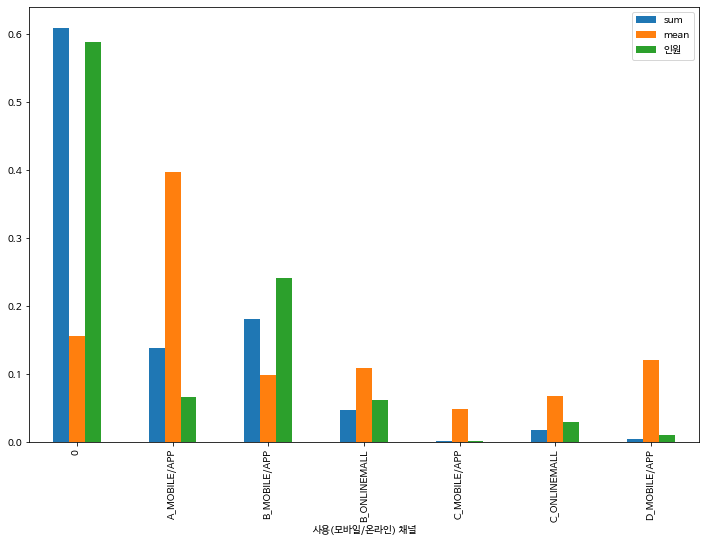 sum
mean
인원
0.6
0.5
0.4
0.3
0.2
0.1
0.0
0
A_MOBILE/APP
B_MOBILE/APP
B_ONLINEMALL
C_MOBILE/APP
C_ONLINEMALL
D_MOBILE/APP
사용(모바일/온라인) 채널